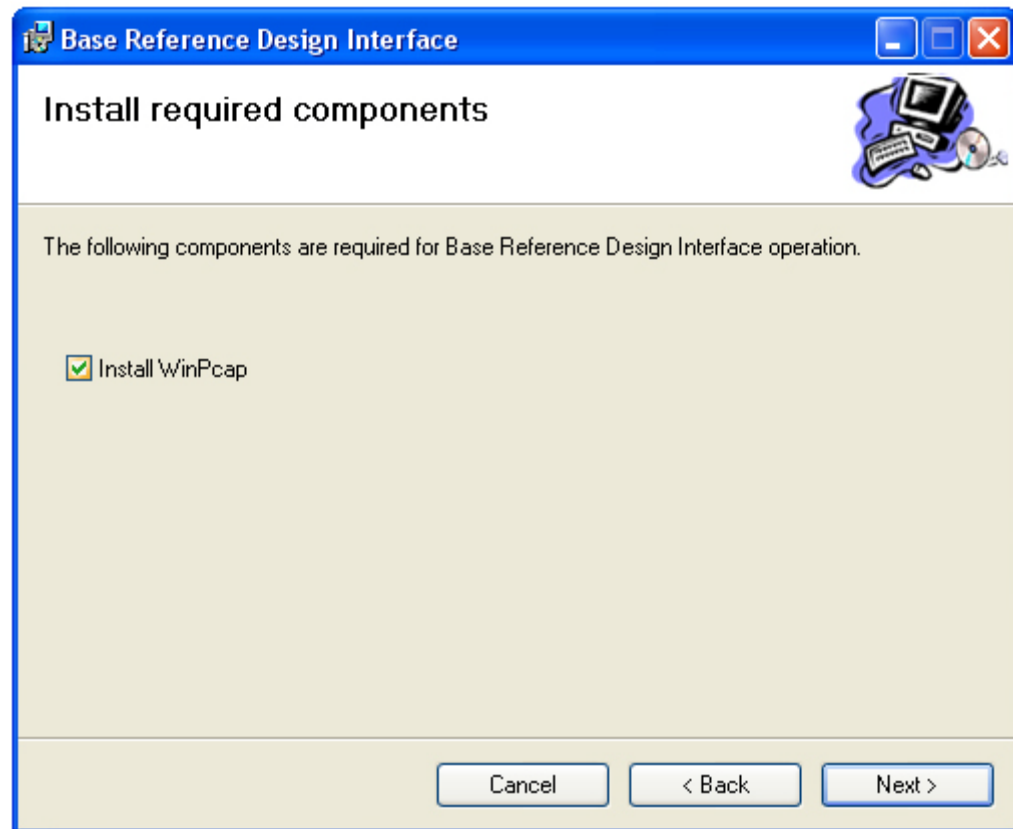 Base Reference Design Interface
Install required components
The following components are required for Base Reference Design Interface operation.
Install WinPcap
Cancel
< Back
Next >